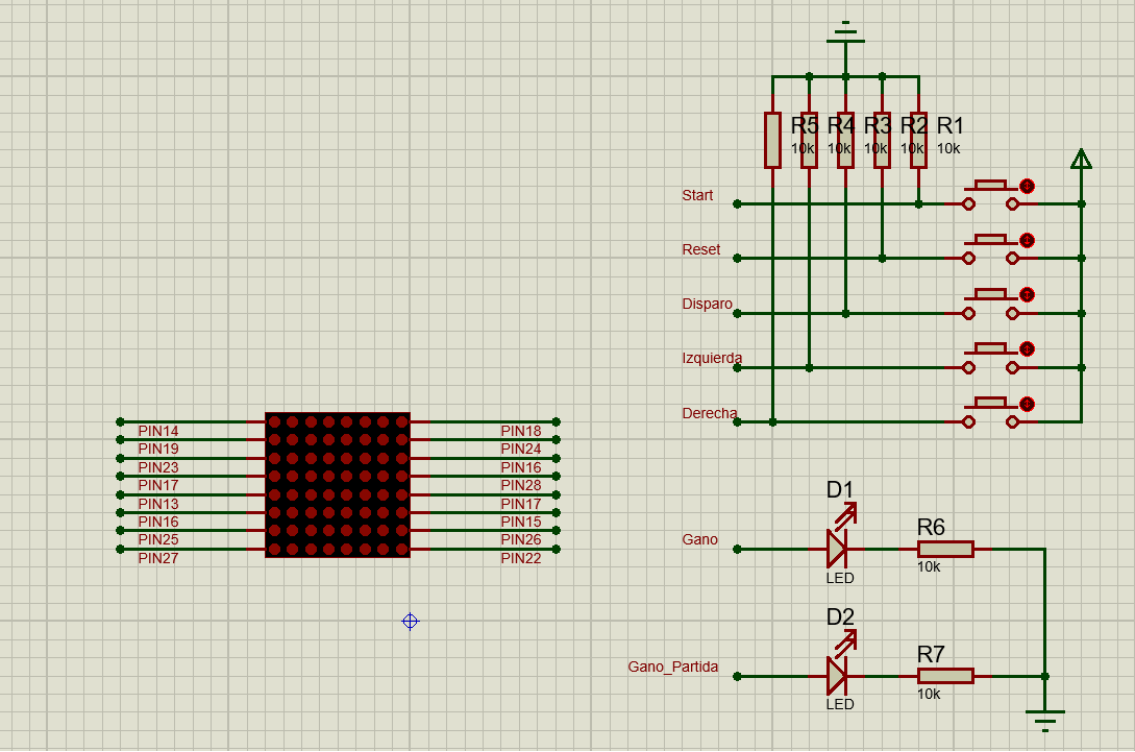 R5 R4 R3 R2 R1
10k 10k 10k 10k 10k
Start
Reset
Disparo
Izquierda
Derecha
PIN14
PIN19
PIN23
PIN17
PIN13
PIN16
PIN25
PIN27
PIN18
PIN24
PIN16
PIN28
PIN17
PIN15
PIN26
PIN22
D1
Gano
LED
R6
10k
D2
Gano_Partida
LED
R7
10k